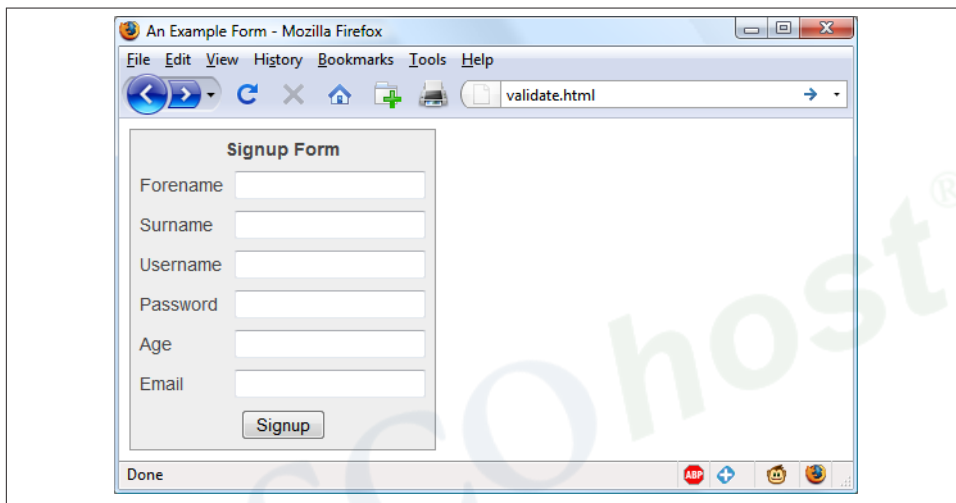 An Example Form - Mozilla Firefox
File Edit View History Bookmarks Tools Help
validate.html
Signup Form
Forename
Surname
Username
Password
Age
Email
Signup
Done
ABP
CCOhost®